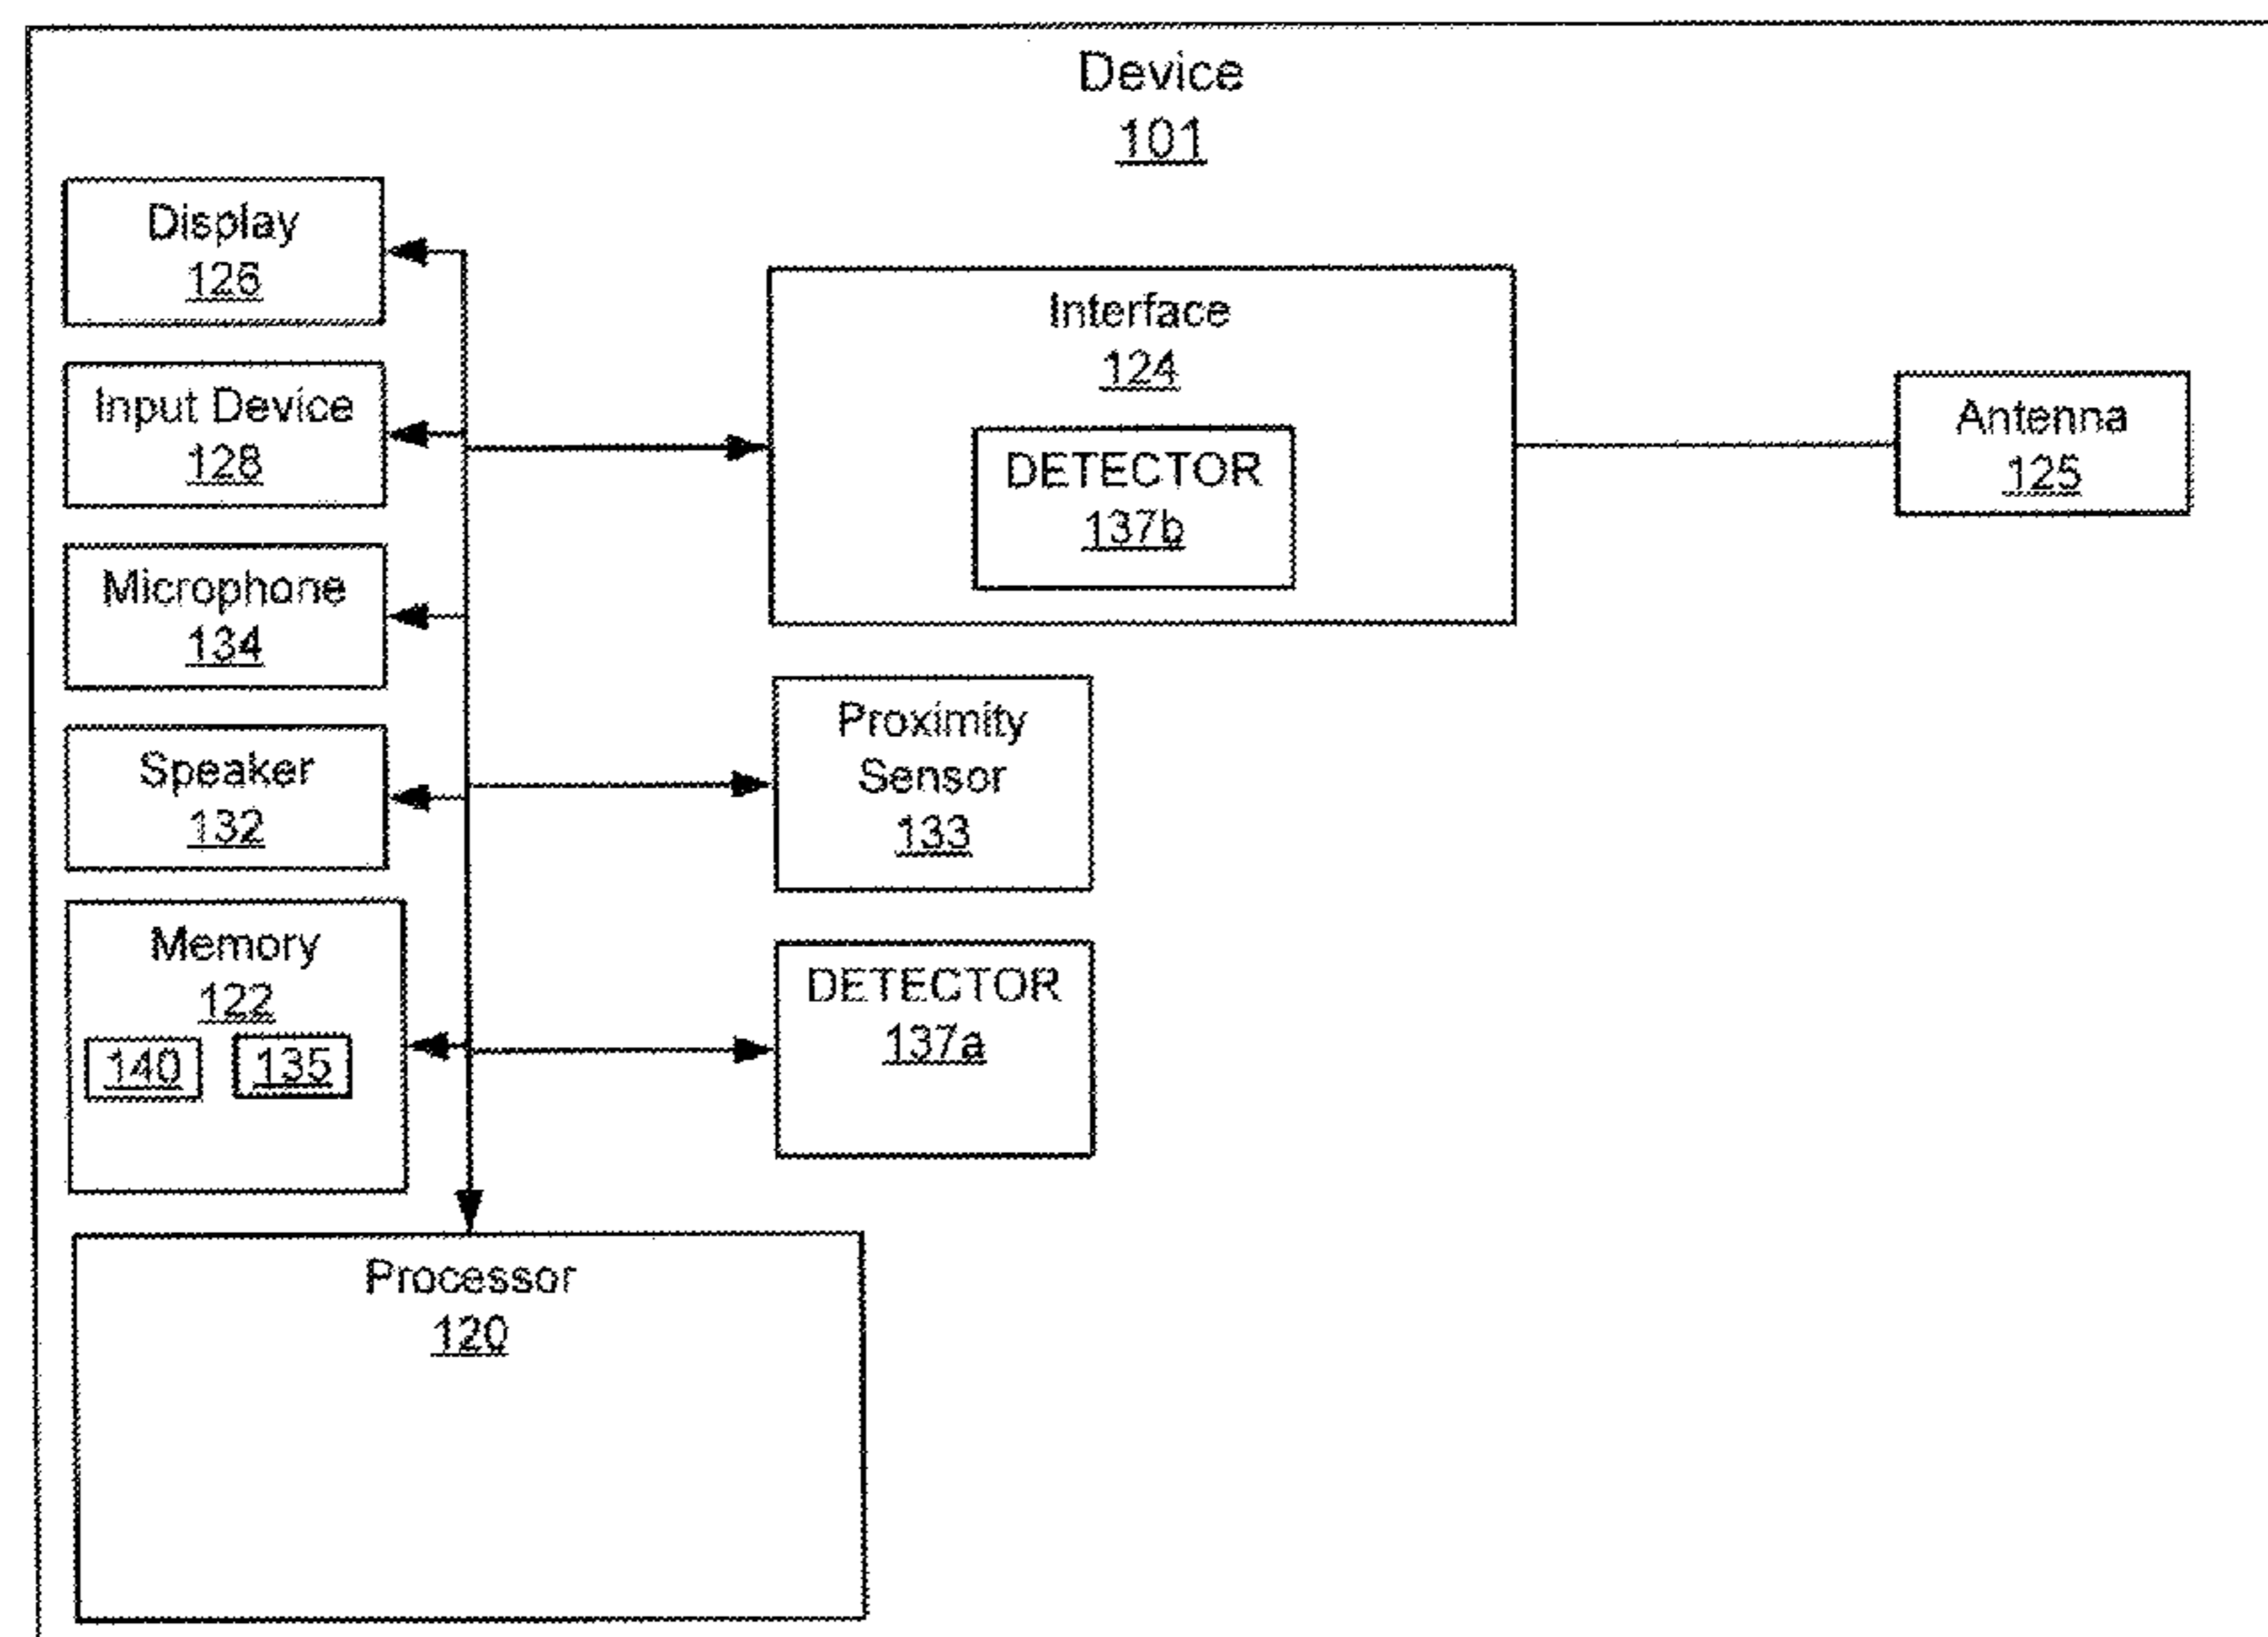 Device
101
Display
126
Input Device
128
Microphone
134
Speaker
132
Memory
122
140 135
Processor
120
Interface
124
DETECTOR
137b
Antenna
125
Proximity
Sensor
133
DETECTOR
137a